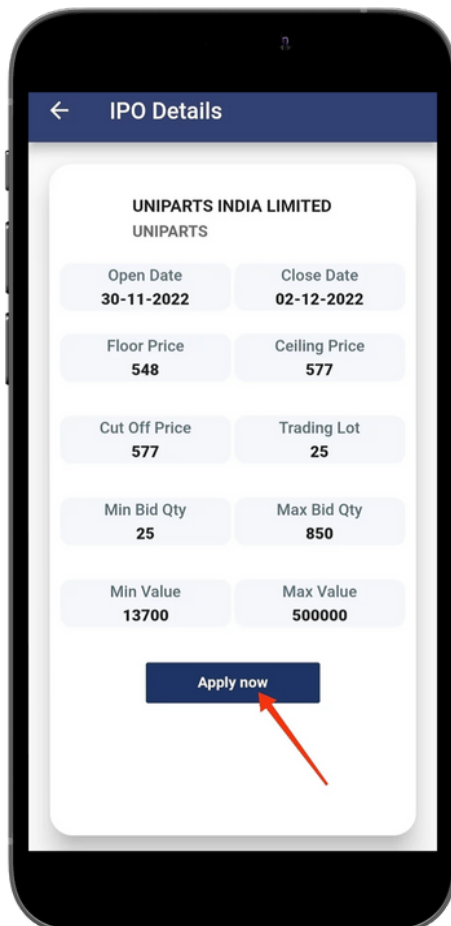 IPO Details
UNIPARTS INDIA LIMITED
UNIPARTS
Open Date Close Date
30-11-2022 02-12-2022
Floor Price Ceiling Price
548 577
Cut Off Price Trading Lot
577 25
Min Bid Qty Max Bid Qty
25 850
Min Value Max Value
13700 500000
Apply now